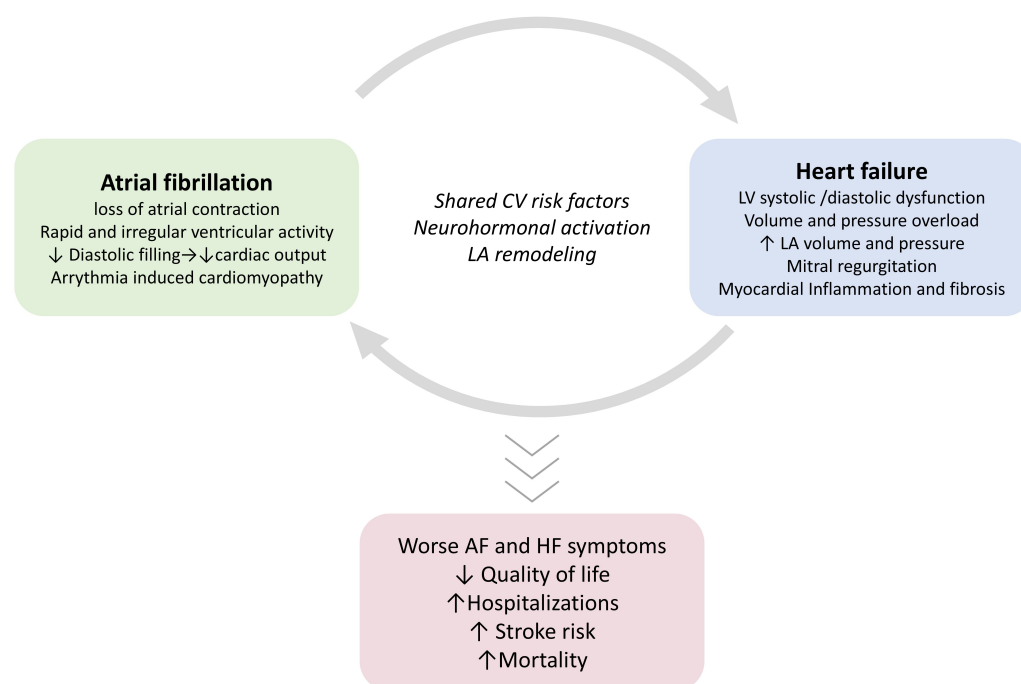 Atrial fibrillation
loss of atrial contraction
Rapid and irregular ventricular activity
↓ Diastolic filling→↓cardiac output
Arrythmia induced cardiomyopathy
Shared CV risk factors
Neurohormonal activation
LA remodeling
Heart failure
LV systolic /diastolic dysfunction
Volume and pressure overload
↑ LA volume and pressure
Mitral regurgitation
Myocardial Inflammation and fibrosis
Worse AF and HF symptoms
↓ Quality of life
↑Hospitalizations
↑ Stroke risk
↑Mortality